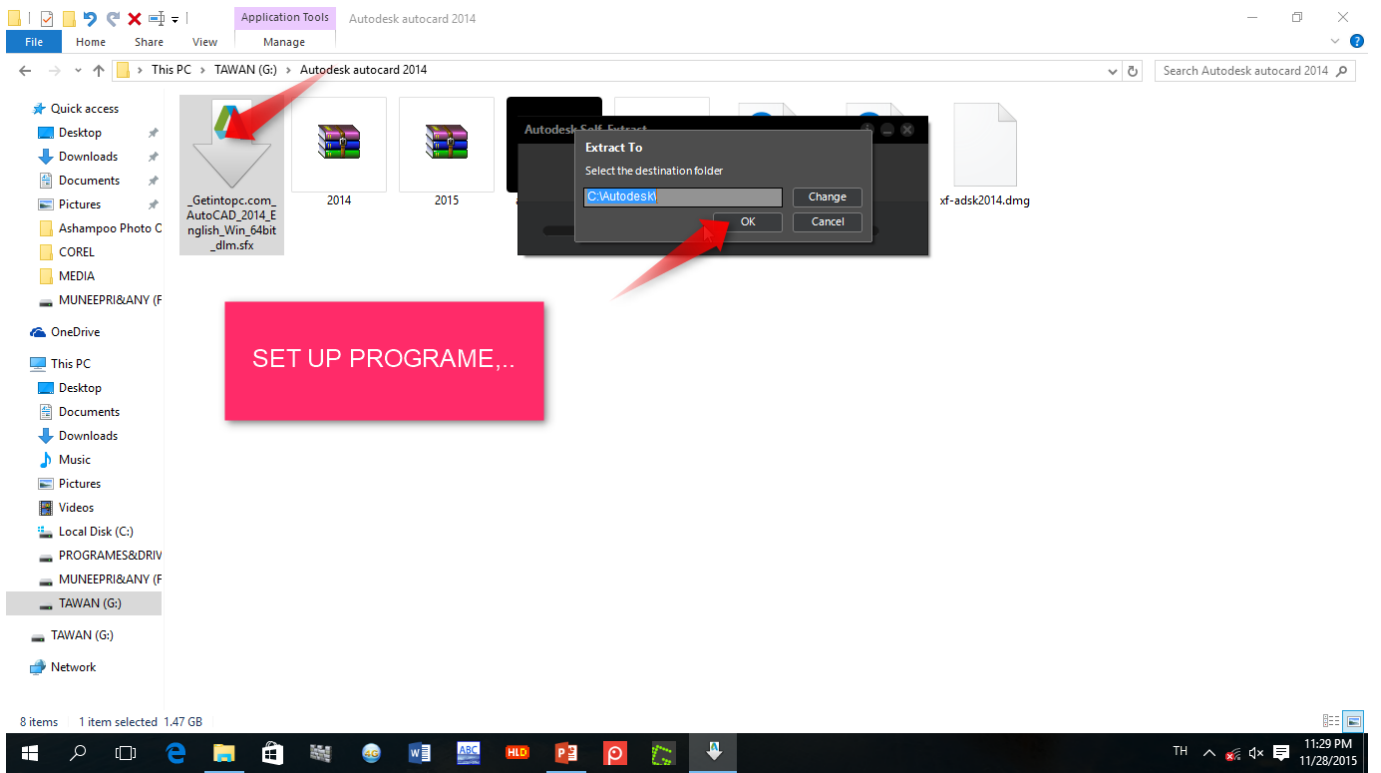 Application Tools
Autodesk autocard 2014
File
Home
Share
View
Manage
This PC
TAWAN (G:)
Autodesk autocard 2014
Search Autodesk autocard 2014
Quick access
Desktop
Downloads
Documents
Pictures
Ashampoo Photo C
COREL
MEDIA
MUNEEPRI&ANY (F
OneDrive
This PC
Desktop
Documents
Downloads
Music
Pictures
Videos
Local Disk (C:)
PROGRAMES&DRIV
MUNEEPRI&ANY (F
TAWAN (G:)
TAWAN (G:)
Network
_Getintopc.com_
AutoCAD_2014_E
nglish_Win_64bit
_dlm.sfx
2014
2015
xf-adsk2014.dmg
Autodesk Self-Extract
Extract To
Select the destination folder
C:\Autodesk\
Change
OK
Cancel
SET UP PROGRAME,..
8 items
1 item selected 1.47 GB
4G
ABC
HLD
TH
11:29 PM
11/28/2015